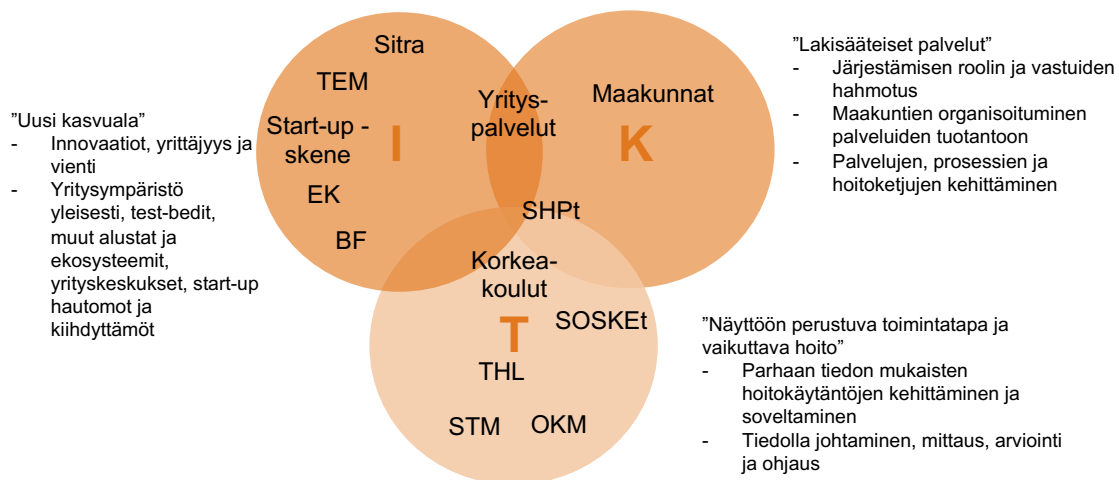 ”Uusi kasvuala”
- Innovaatiot, yrittäjyys ja
vienti
- Yritysympäristö
yleisesti, test-bedit,
muut alustat ja
ekosysteemit,
yrityskeskukset, start-up
hautomot ja
kiihdyttämöt
Sitra
TEM
Start-up -
skene
I
EK
BF
Yritys-
palvelut
Maakunnat
K
SHPt
Korkea-
koulut
SOSKEt
T
THL
STM
OKM
”Lakisääteiset palvelut”
- Järjestämisen roolin ja vastuiden
hahmotus
- Maakuntien organisoituminen
palveluiden tuotantoon
- Palvelujen, prosessien ja
hoitoketjujen kehittäminen
”Näyttöön perustuva toimintatapa ja
vaikuttava hoito”
- Parhaan tiedon mukaisten
hoitokäytäntöjen kehittäminen ja
soveltaminen
- Tiedolla johtaminen, mittaus, arviointi
ja ohjaus